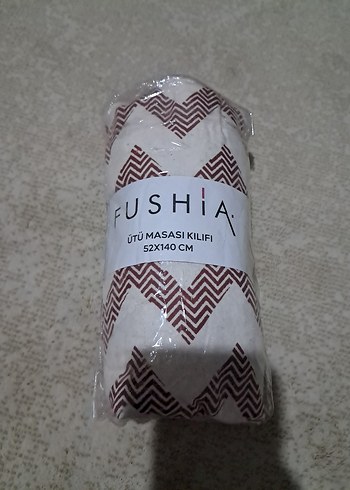 FUSHIA
ÜTÜ MASASI KILIFI
52X140 CM